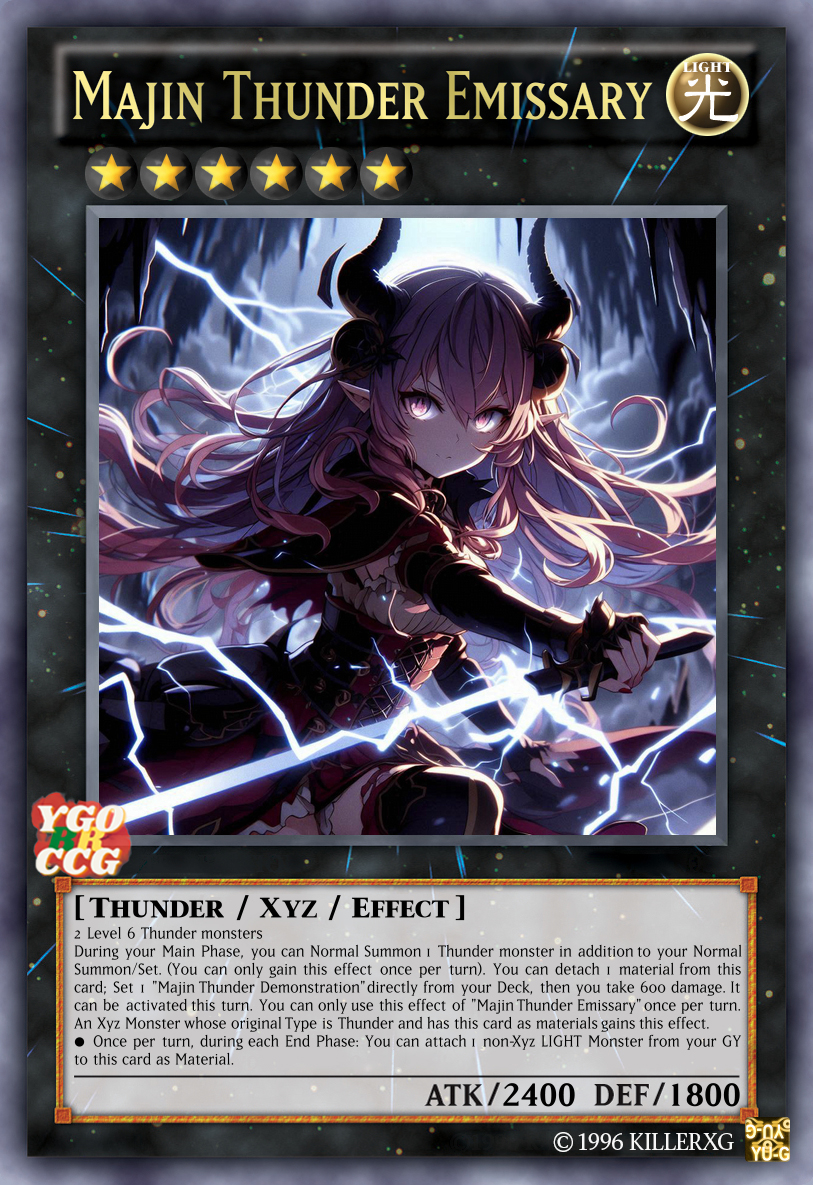 MAJIN THUNDER EMISSARY
LIGHT
光
[ THUNDER / XYZ / EFFECT ]
2 Level 6 Thunder monsters
During your Main Phase, you can Normal Summon 1 Thunder monster in addition to your Normal
Summon/Set. (You can only gain this effect once per turn). You can detach 1 material from this
card; Set 1 "Majin Thunder Demonstration" directly from your Deck, then you take 600 damage. It
can be activated this turn. You can only use this effect of "Majin Thunder Emissary" once per turn.
An Xyz Monster whose original Type is Thunder and has this card as materials gains this effect.
● Once per turn, during each End Phase: You can attach 1 non-Xyz LIGHT Monster from your GY
to this card as Material.
ATK/2400 DEF/1800
YGO
RR
CCG
© 1996 KILLERXG
YU-G